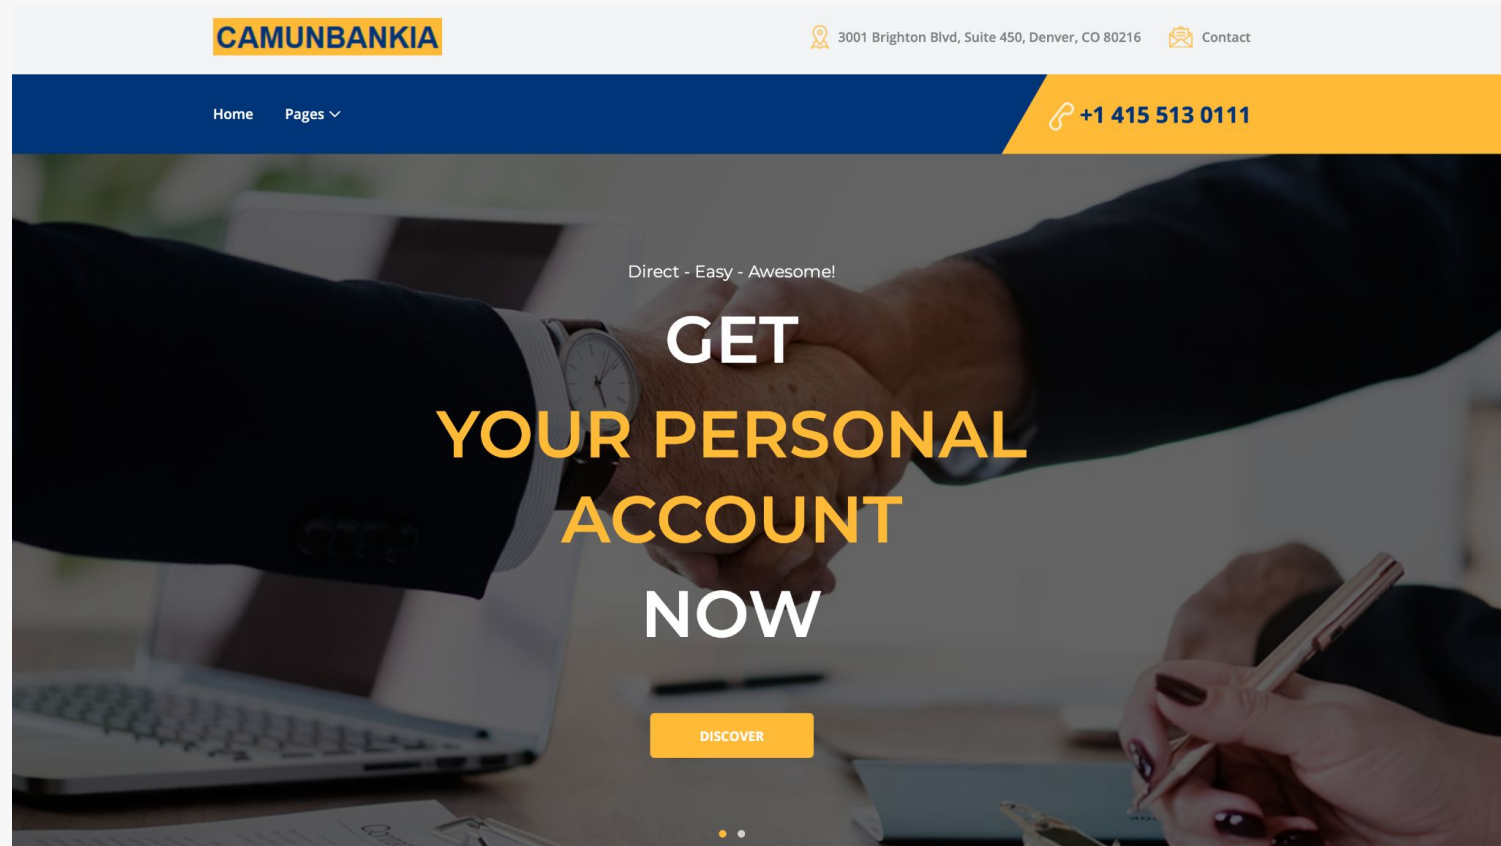 CAMUNBANKIA
3001 Brighton Blvd, Suite 450, Denver, CO 80216
Contact
Home
Pages
+1 415 513 0111
Direct - Easy - Awesome!
GET
YOUR PERSONAL
ACCOUNT
NOW
DISCOVER